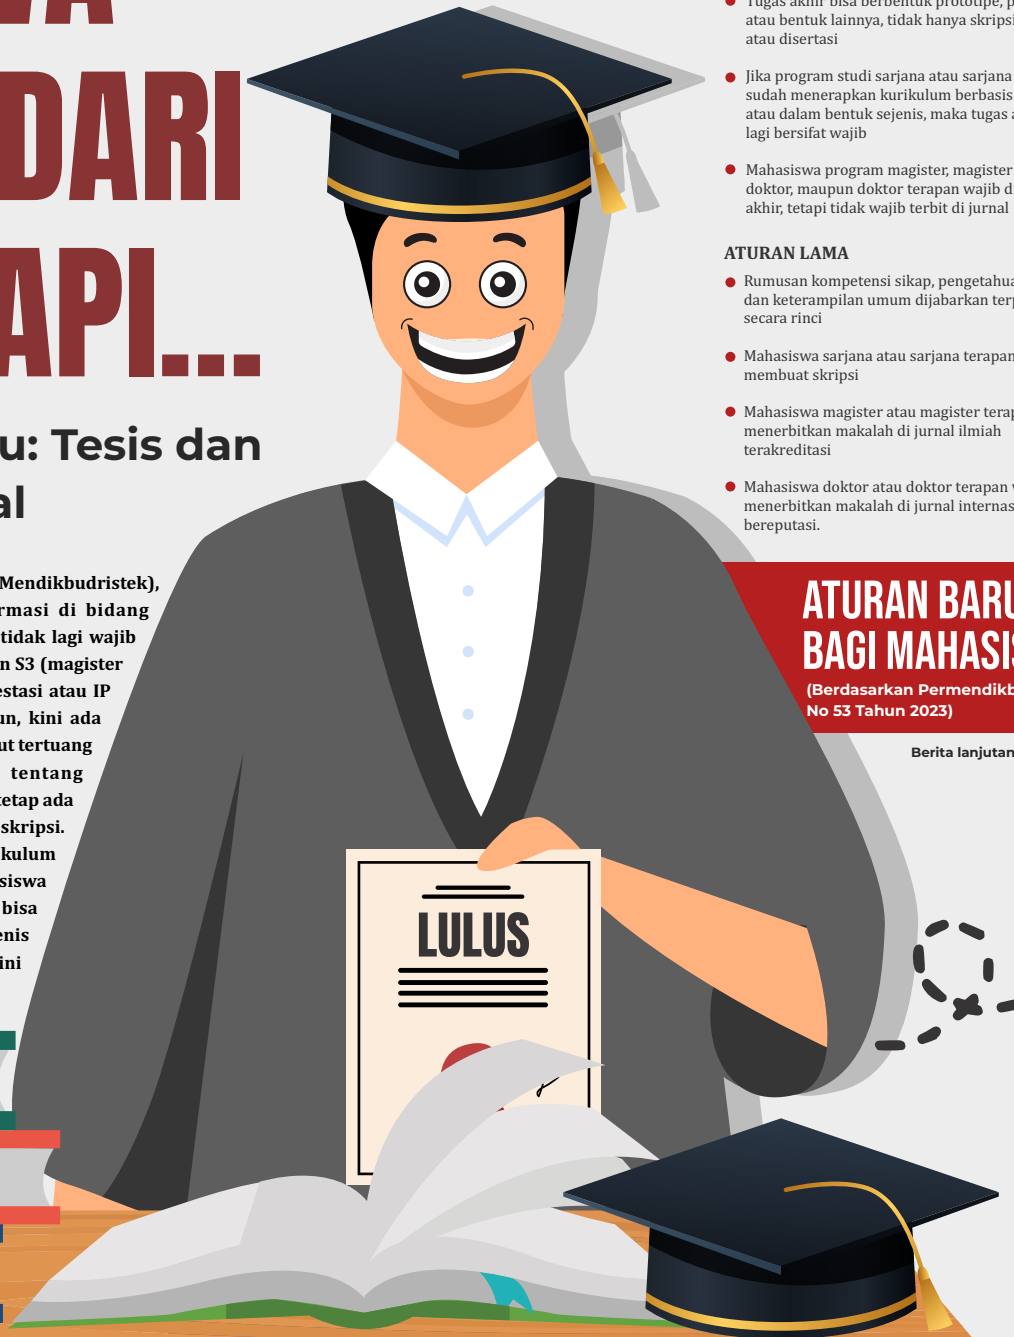 DARI
API...
u: Tesis dan
al
Mendikbudristek),
rmasi di bidang
tidak lagi wajib
n S3 (magister
estasi atau IP
un, kini ada
ut tertuang
tentang
tetap ada
skripsi.
kulum
siswa
bisa
enis
ini
Tugas akhir bisa berbentuk prototipe, p
atau bentuk lainnya, tidak hanya skripsi
atau disertasi
Jika program studi sarjana atau sarjana
sudah menerapkan kurikulum berbasis
atau dalam bentuk sejenis, maka tugas a
lagi bersifat wajib
Mahasiswa program magister, magister
doktor, maupun doktor terapan wajib d
akhir, tetapi tidak wajib terbit di jurnal
ATURAN LAMA
Rumusan kompetensi sikap, pengetahua
dan keterampilan umum dijabarkan terp
secara rinci
Mahasiswa sarjana atau sarjana terapan
membuat skripsi
Mahasiswa magister atau magister terap
menerbitkan makalah di jurnal ilmiah
terakreditasi
Mahasiswa doktor atau doktor terapan w
menerbitkan makalah di jurnal internas
bereputasi.
ATURAN BARU
BAGI MAHASIS
(Berdasarkan Permendikb
No 53 Tahun 2023)
Berita lanjutan
LULUS